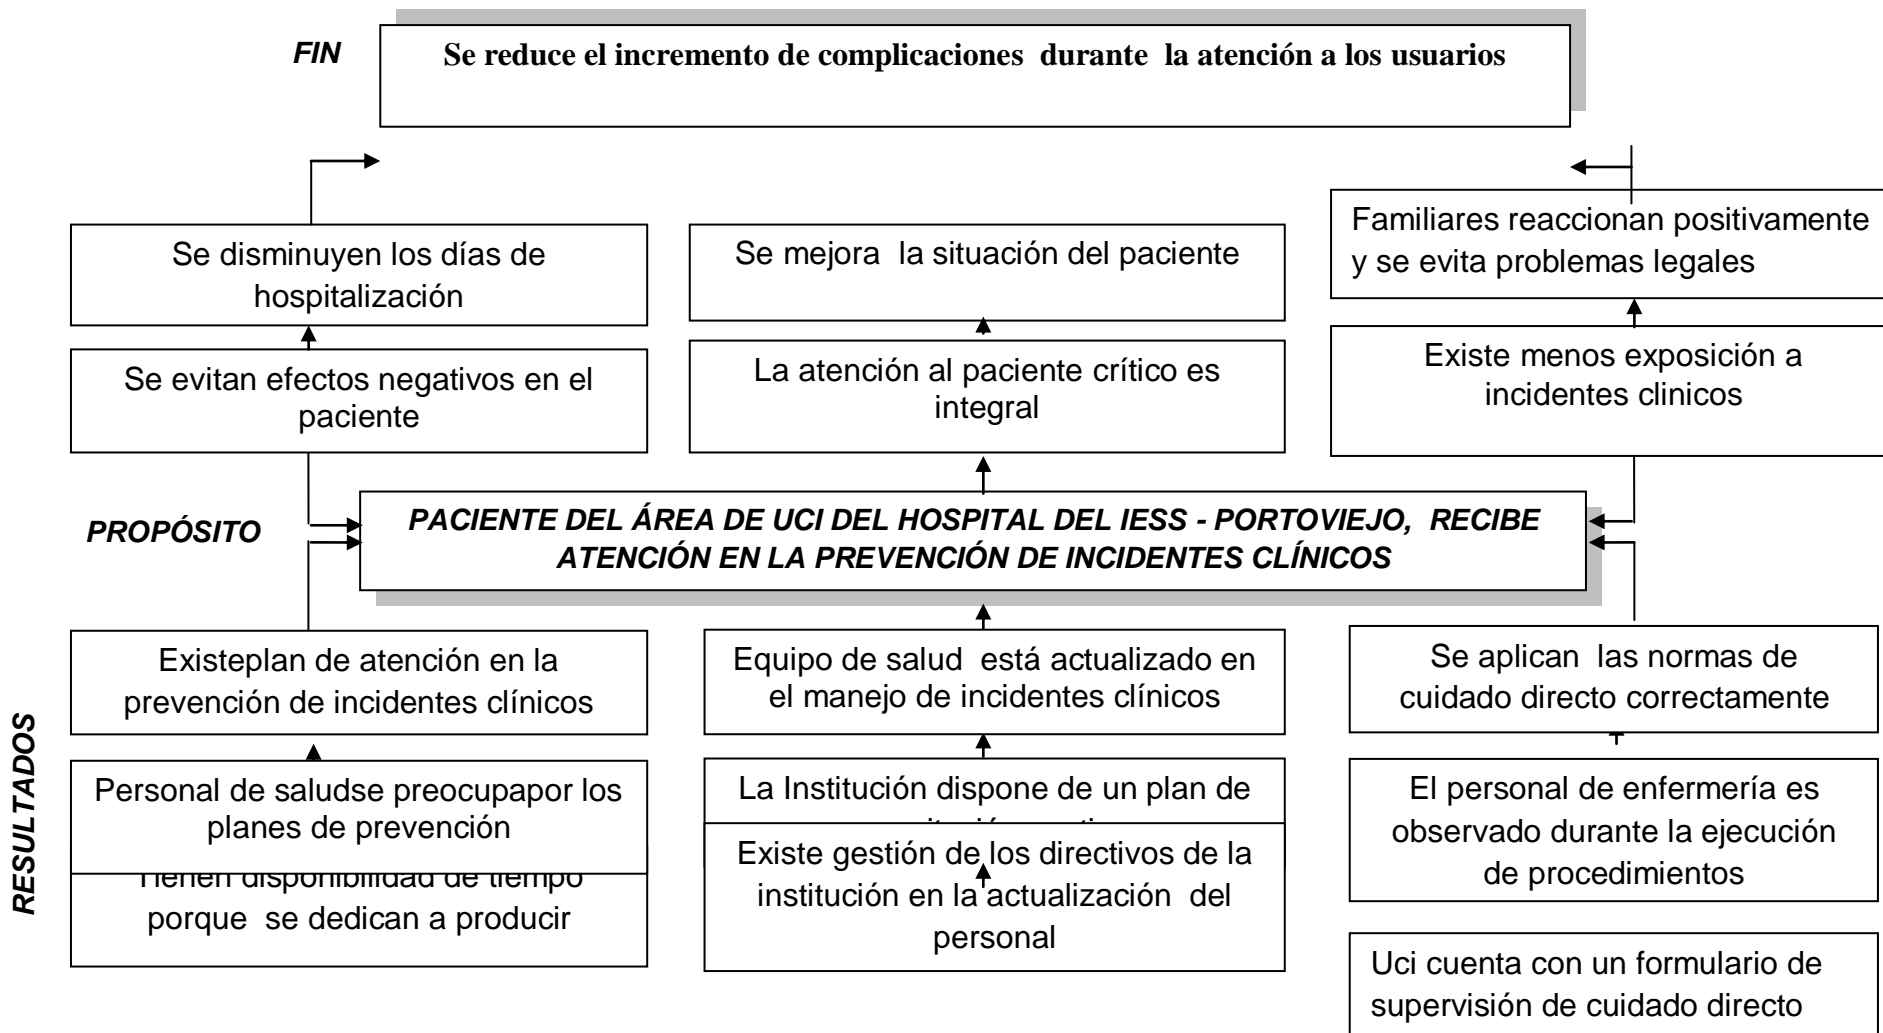 FIN
Se reduce el incremento de complicaciones durante la atención a los usuarios
Se disminuyen los días de
hospitalización
Se mejora la situación del paciente
Familiares reaccionan positivamente
y se evita problemas legales
Se evitan efectos negativos en el
paciente
La atención al paciente crítico es
integral
Existe menos exposición a
incidentes clinicos
PROPÓSITO
PACIENTE DEL ÁREA DE UCI DEL HOSPITAL DEL IESS - PORTOVIEJO, RECIBE
ATENCIÓN EN LA PREVENCIÓN DE INCIDENTES CLÍNICOS
RESULTADOS
Existeplan de atención en la
prevención de incidentes clínicos
Equipo de salud está actualizado en
el manejo de incidentes clínicos
Se aplican las normas de
cuidado directo correctamente
Personal de saludse preocupapor los
planes de prevención
La Institución dispone de un plan de
El personal de enfermería es
observado durante la ejecución
de procedimientos
Tienen disponibilidad de tiempo
porque se dedican a producir
Existe gestión de los directivos de la
institución en la actualización del
personal
Uci cuenta con un formulario de
supervisión de cuidado directo